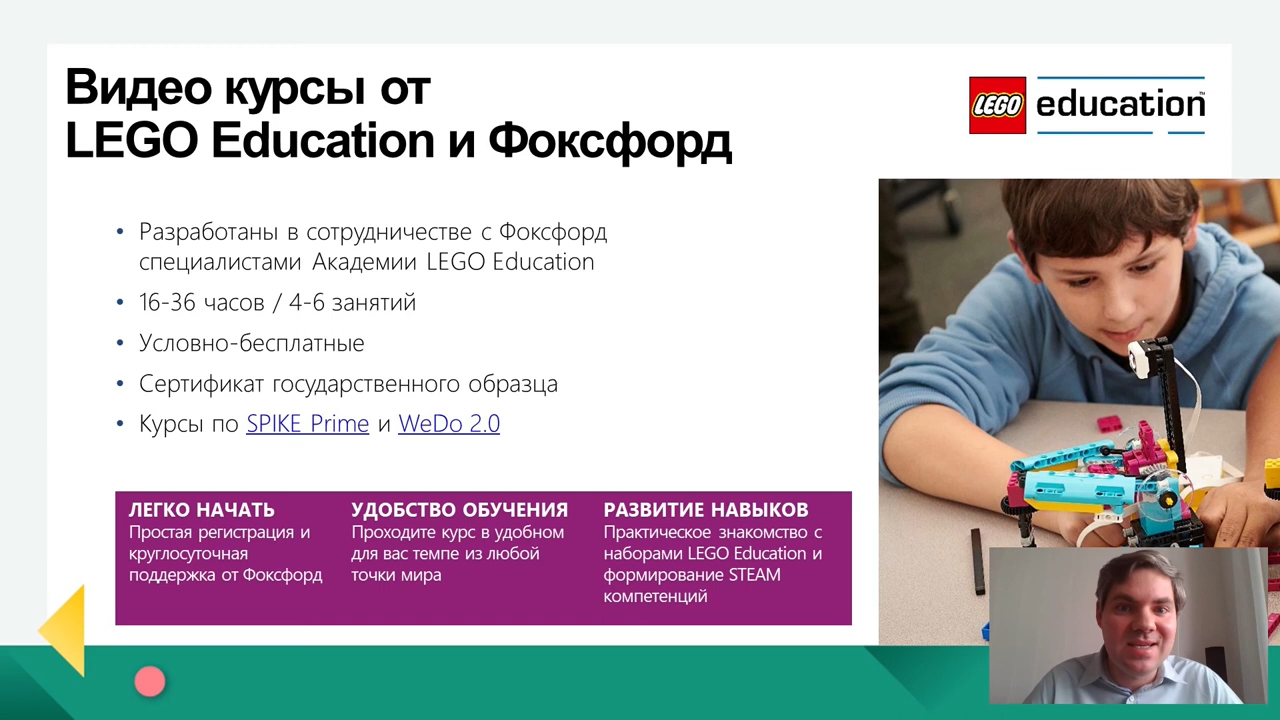 Видео курсы от
LEGO Education и Фоксфорд
LEGO education™
• Разработаны в сотрудничестве с Фоксфорд
специалистами Академии LEGO Education
• 16-36 часов / 4-6 занятий
• Условно-бесплатные
• Сертификат государственного образца
• Курсы по SPIKE Prime и WeDo 2.0
ЛЕГКО НАЧАТЬ
Простая регистрация и
круглосуточная
поддержка от Фоксфорд
УДОБСТВО ОБУЧЕНИЯ
Проходите курс в удобном
для вас темпе из любой
точки мира
РАЗВИТИЕ НАВЫКОВ
Практическое знакомство с
наборами LEGO Education и
формирование STEAM
компетенций